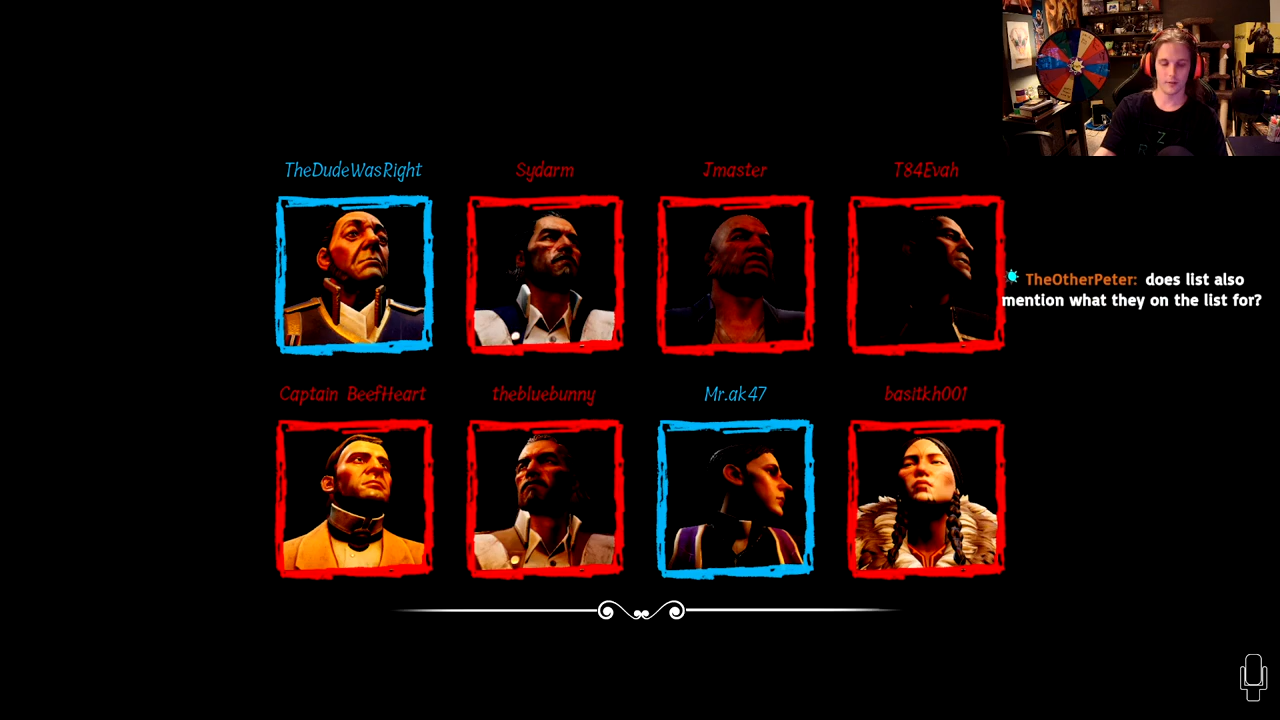 TheDudeWasRight
Sydarm
Jmaster
T84Evah
TheOtherPeter: does list also
mention what they on the list for?
Captain BeefHeart
thebluebunny
Mr.ak47
basitkh001